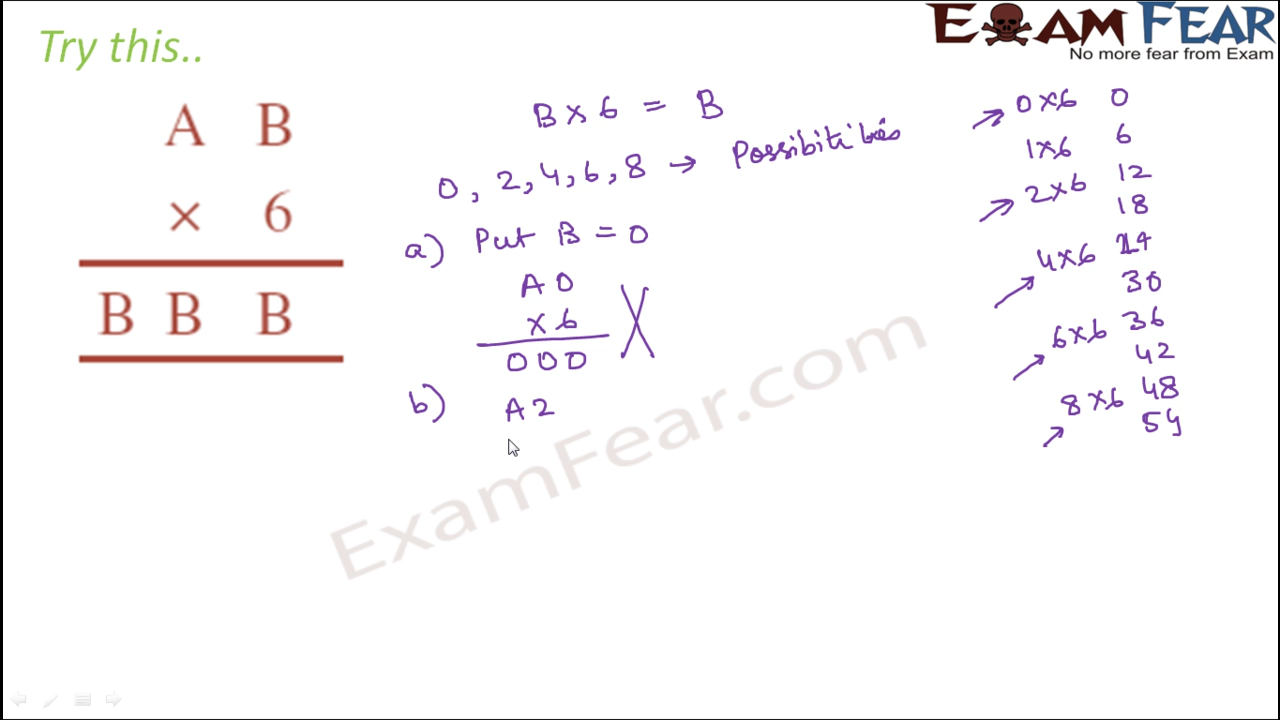 Try this..
EXAM FEAR
No more fear from Exam
A B
× 6
B B B
B × 6 = B
0, 2, 4, 6, 8 → Possibitibies
a) Put B = 0
A 0
× 6
0 0 0
b) A 2
0×6 0
1×6 6
2×6 12
18
4×6 24
30
6×6 36
42
8×6 48
54
ExamFear.com